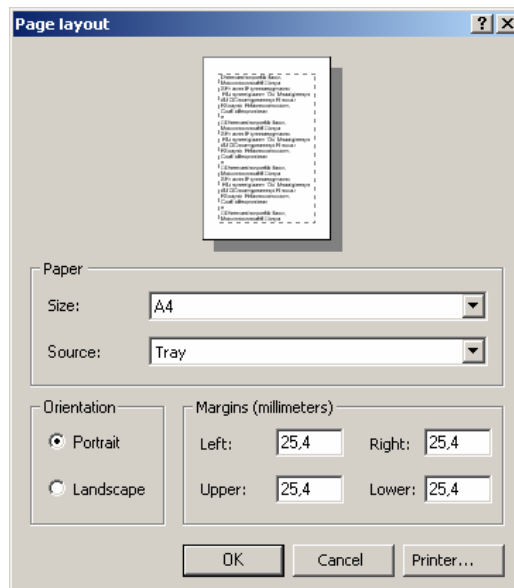 Page layout
Paper
Size: A4
Source: Tray
Orientation
Portrait
Landscape
Margins (millimeters)
Left: 25,4 Right: 25,4
Upper: 25,4 Lower: 25,4
OK Cancel Printer...